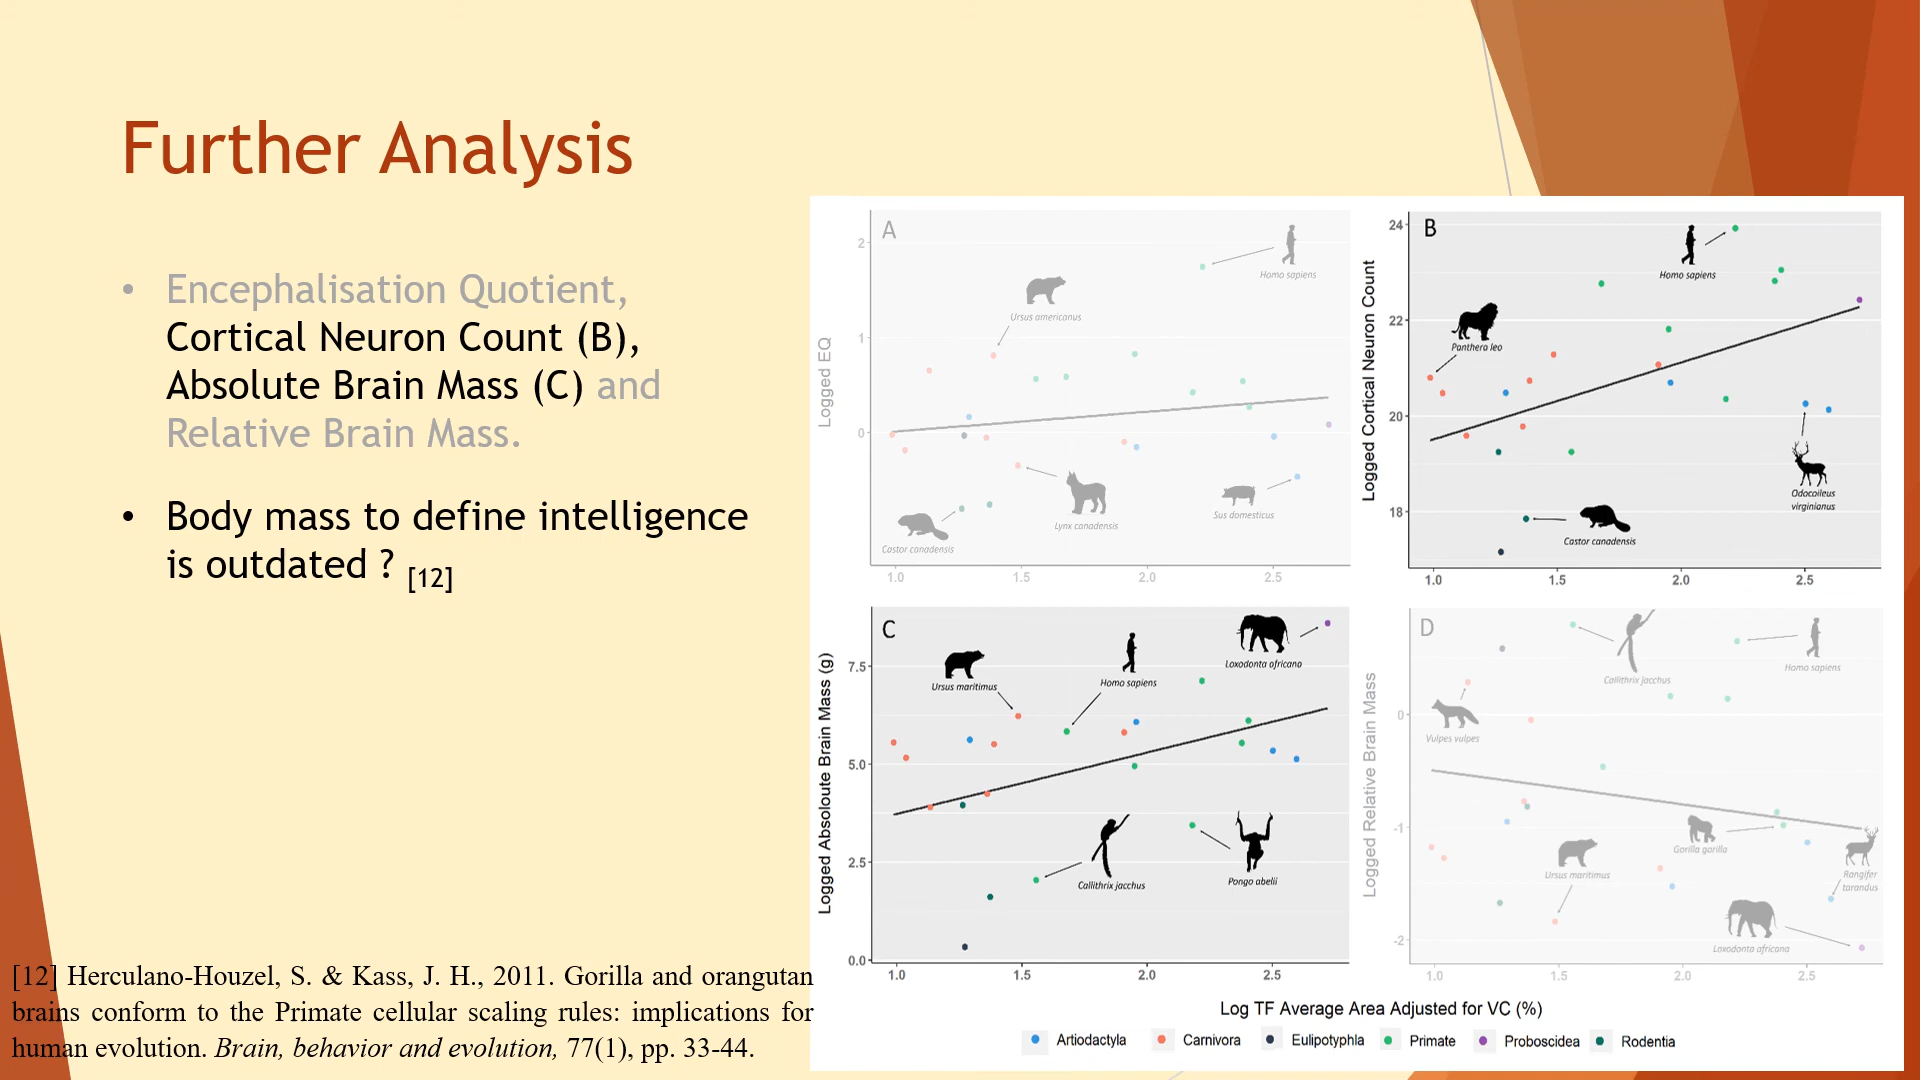 Further Analysis
• Encephalisation Quotient,
Cortical Neuron Count (B),
Absolute Brain Mass (C) and
Relative Brain Mass.
• Body mass to define intelligence
is outdated ? [12]
[12] Herculano-Houzel, S. & Kass, J. H., 2011. Gorilla and orangutan
brains conform to the Primate cellular scaling rules: implications for
human evolution. Brain, behavior and evolution, 77(1), pp. 33-44.
A
Logged EQ
2
1
0
Homo sapiens
Ursus americanus
Lynx canadensis
Sus domesticus
Castor canadensis
1.0 1.5 2.0 2.5
B
Logged Cortical Neuron Count
24
22
20
18
Homo sapiens
Panthera leo
Odocoileus
virginianus
Castor canadensis
1.0 1.5 2.0 2.5
C
Logged Absoloute Brain Mass (g)
7.5
5.0
2.5
0.0
Loxodonta africana
Ursus maritimus
Homo sapiens
Callithrix jacchus
Pongo abelii
1.0 1.5 2.0 2.5
D
Logged Relative Brain Mass
0
-1
-2
Callithrix jacchus
Homo sapiens
Vulpes vulpes
Gorilla gorilla
Ursus maritimus
Rangifer
tarandus
Loxodonta africana
1.0 1.5 2.0 2.5
Log TF Average Area Adjusted for VC (%)
Artiodactyla Carnivora Eulipotyphla Primate Proboscidea Rodentia